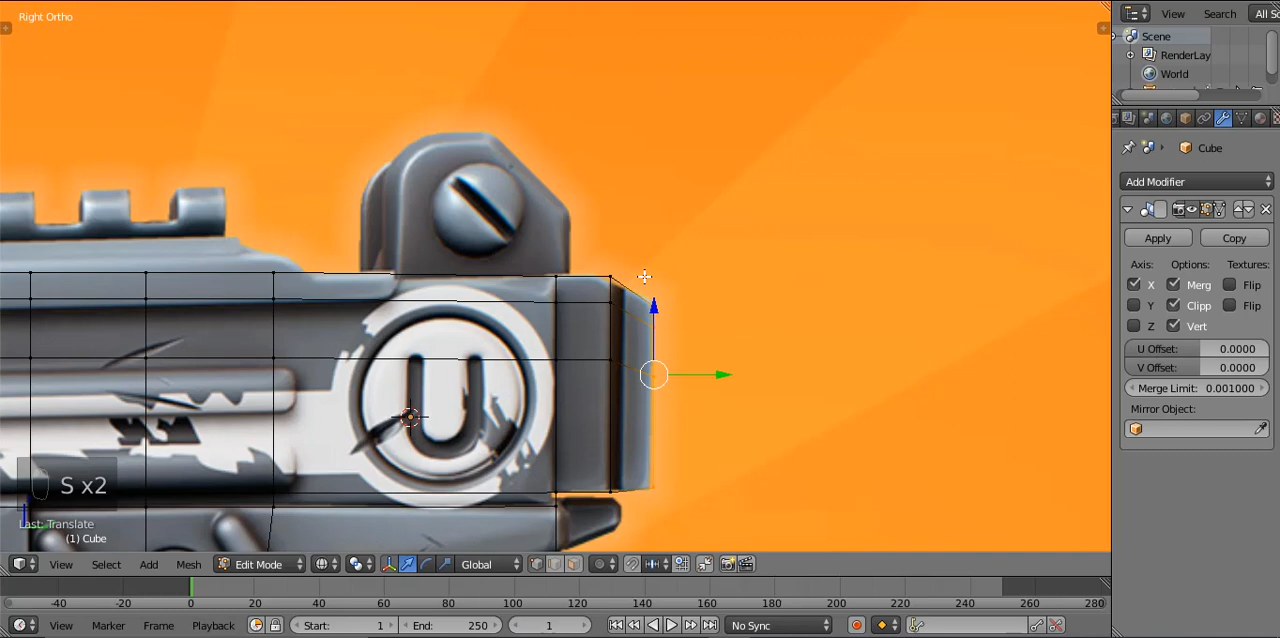 Right Ortho
View Search All Sc
Scene
RenderLay
World
Cube
Add Modifier
Apply Copy
Axis: Options: Textures:
X Merg Flip
Y Clipp Flip
Z Vert
U Offset: 0.0000
V Offset: 0.0000
Merge Limit: 0.001000
Mirror Object:
U
S x2
Last: Translate
(1) Cube
View Select Add Mesh Edit Mode Global
-40 -20 0 20 40 60 80 100 120 140 160 180 200 220 240 260 280
View Marker Frame Playback Start: 1 End: 250 1 No Sync